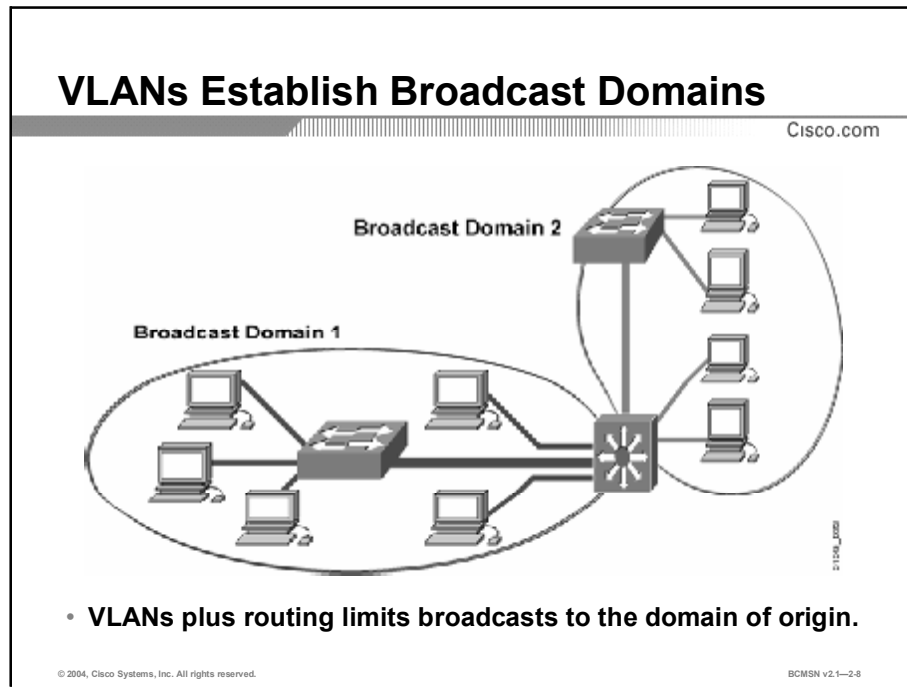 VLANs Establish Broadcast Domains
Cisco.com
Broadcast Domain 2
Broadcast Domain 1
• VLANs plus routing limits broadcasts to the domain of origin.
© 2004, Cisco Systems, Inc. All rights reserved.
BCMSN v2.1—2-8